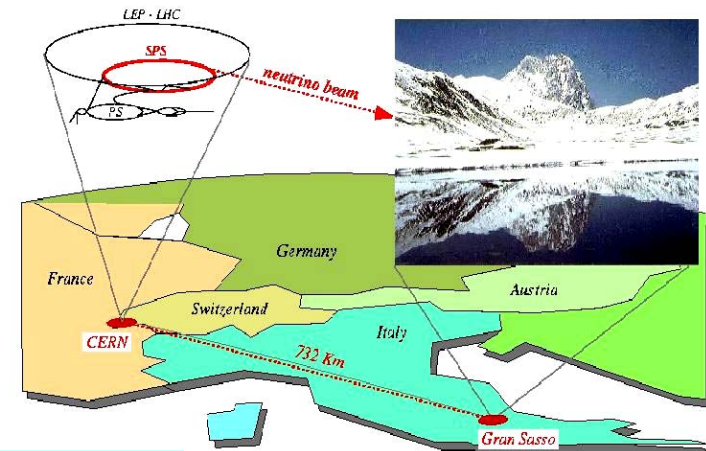 LEP - LHC
SPS
neutrino beam
PS
Germany
France
Austria
Switzerland
Italy
CERN
732 Km
Gran Sasso